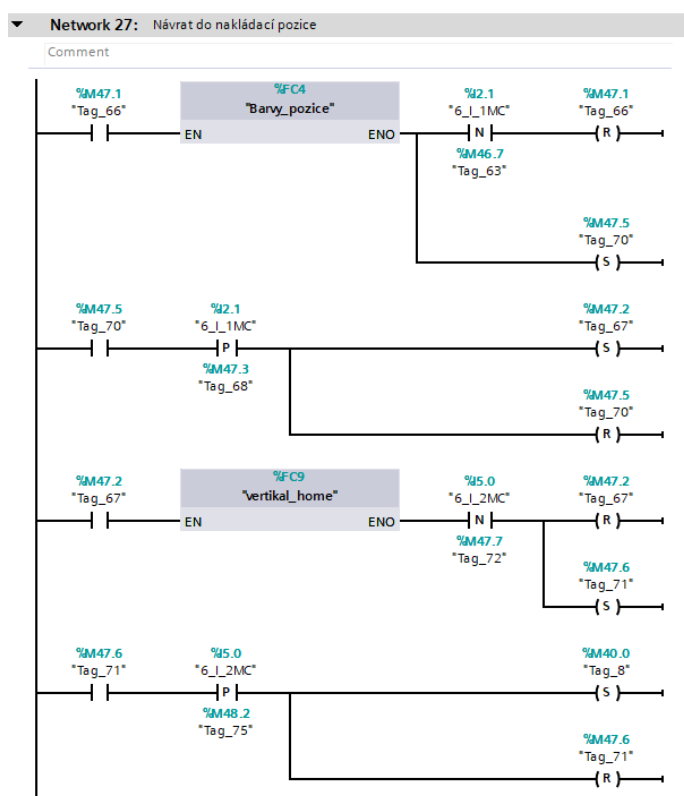 Network 27: Návrat do nakládací pozice
Comment
%M47.1 %FC4 %I2.1 %M47.1
"Tag_66" "Barvy_pozice" "6_I_1MC" "Tag_66"
EN ENO N R
%M46.7
"Tag_63"
%M47.5
"Tag_70"
S
%M47.5 %I2.1 %M47.2
"Tag_70" "6_I_1MC" "Tag_67"
P S
%M47.3
"Tag_68"
%M47.5
"Tag_70"
R
%M47.2 %FC9 %I5.0 %M47.2
"Tag_67" "vertikal_home" "6_I_2MC" "Tag_67"
EN ENO N R
%M47.7
"Tag_72"
%M47.6
"Tag_71"
S
%M47.6 %I5.0 %M40.0
"Tag_71" "6_I_2MC" "Tag_8"
P S
%M48.2
"Tag_75"
%M47.6
"Tag_71"
R